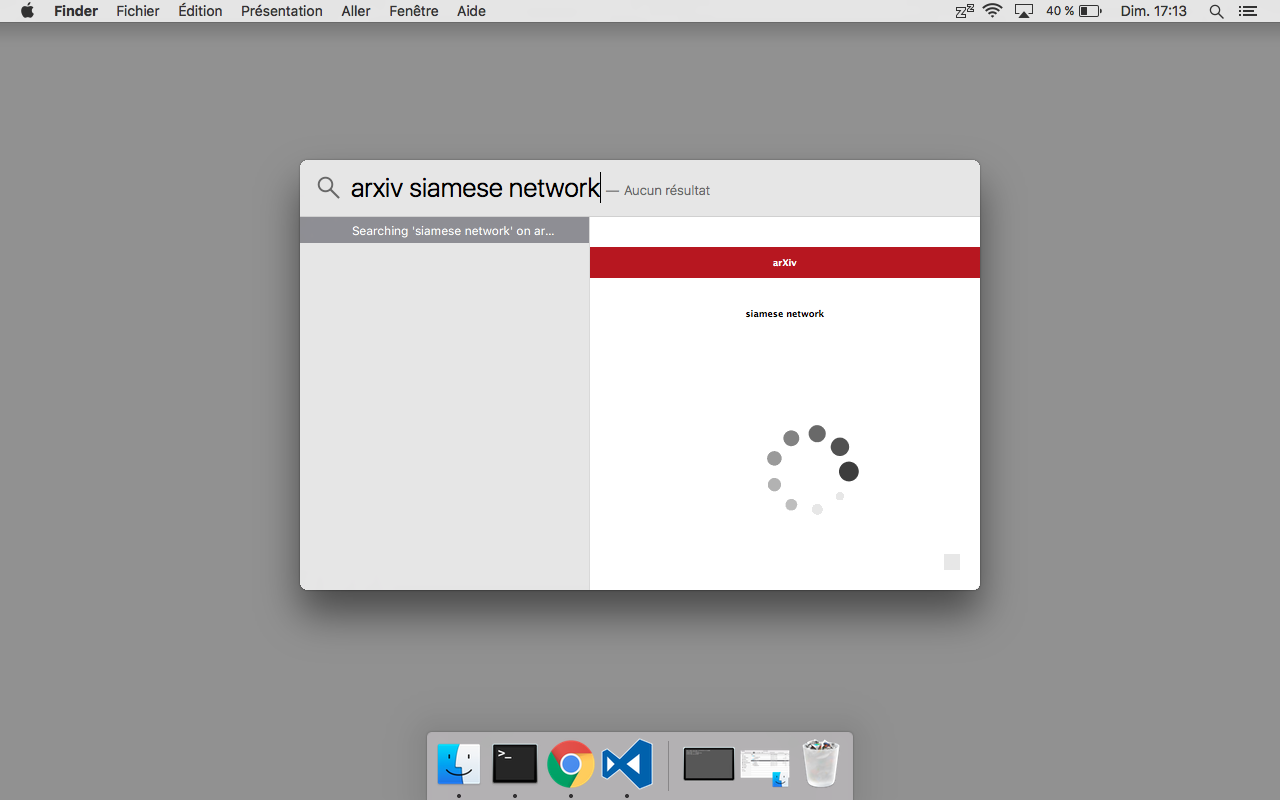 Finder Fichier Édition Présentation Aller Fenêtre Aide 40 % Dim. 17:13
arxiv siamese network — Aucun résultat
Searching 'siamese network' on ar...
arXiv
siamese network
>_